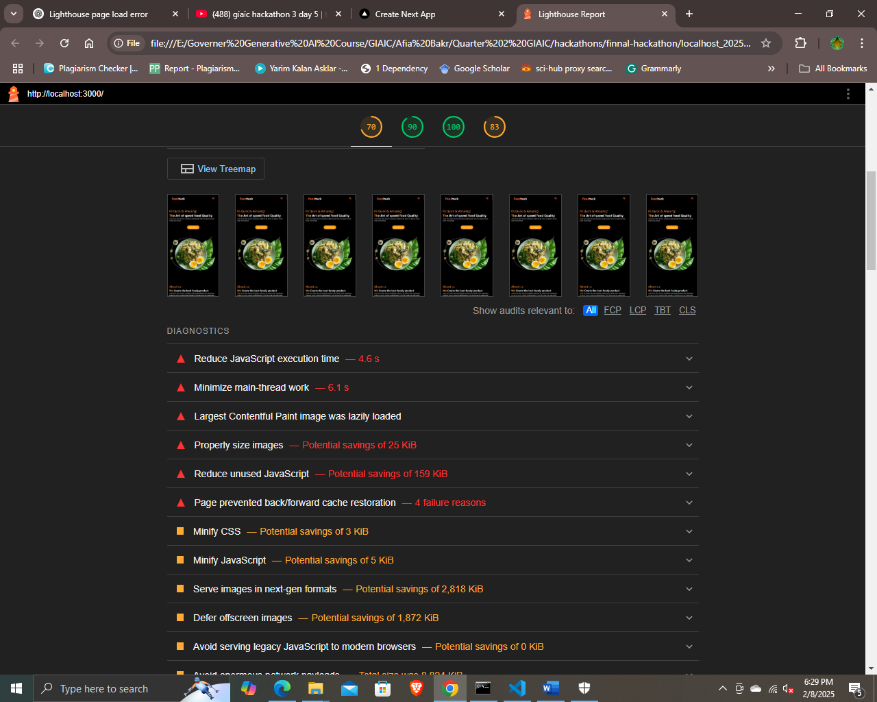 Lighthouse page load error
(488) giaic hackathon 3 day 5 |
Create Next App
Lighthouse Report
File
file:///E:/Governer%20Generative%20AI%20Course/GIAIC/Afia%20Bakr/Quarter%202%20GIAIC/hackathons/finnal-hackathon/localhost_2025...
Plagiarism Checker |...
PP Report - Plagiarism...
Yarim Kalan Asklar -...
1 Dependency
Google Scholar
sci-hub proxy searc...
Grammarly
»
All Bookmarks
http://localhost:3000/
70
90
100
83
View Treemap
Show audits relevant to: All FCP LCP TBT CLS
DIAGNOSTICS
Reduce JavaScript execution time — 4.6 s
Minimize main-thread work — 6.1 s
Largest Contentful Paint image was lazily loaded
Properly size images — Potential savings of 25 KiB
Reduce unused JavaScript — Potential savings of 159 KiB
Page prevented back/forward cache restoration — 4 failure reasons
Minify CSS — Potential savings of 3 KiB
Minify JavaScript — Potential savings of 5 KiB
Serve images in next-gen formats — Potential savings of 2,818 KiB
Defer offscreen images — Potential savings of 1,872 KiB
Avoid serving legacy JavaScript to modern browsers — Potential savings of 0 KiB
Type here to search
6:29 PM
2/8/2025
5